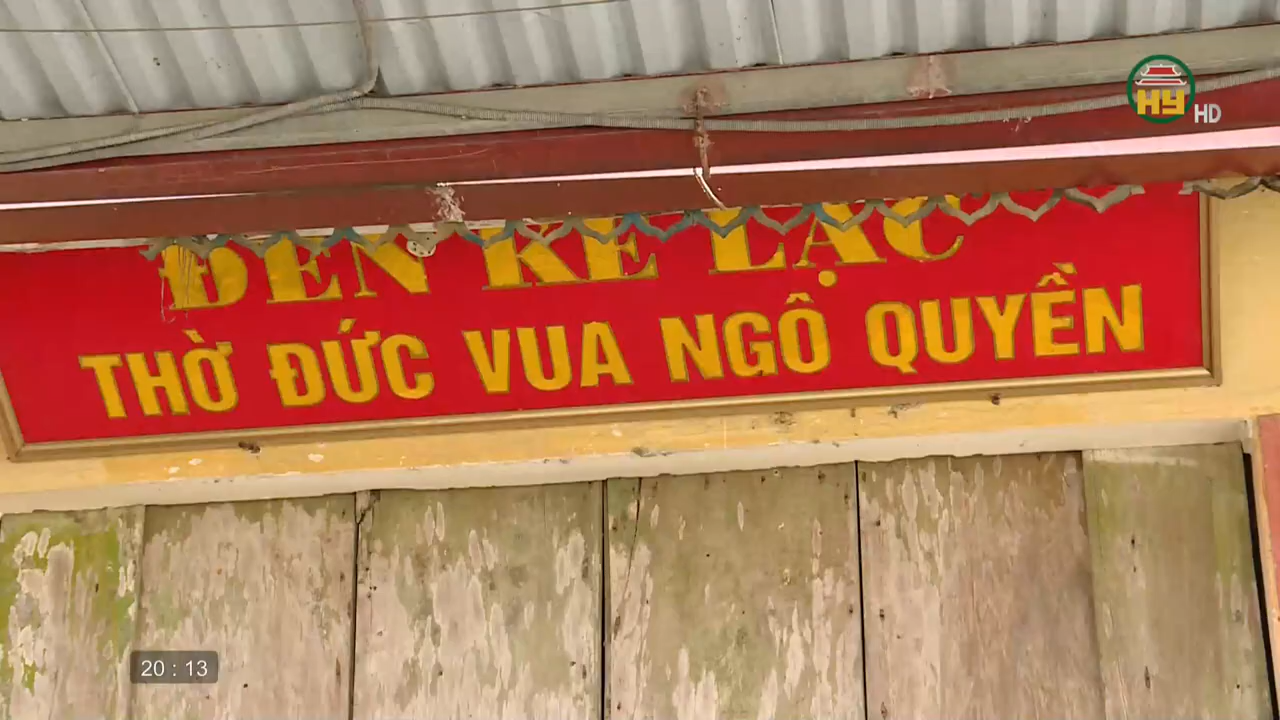 HY HD
ĐỀN KẺ LẠC
THỜ ĐỨC VUA NGÔ QUYỀN
20 : 13